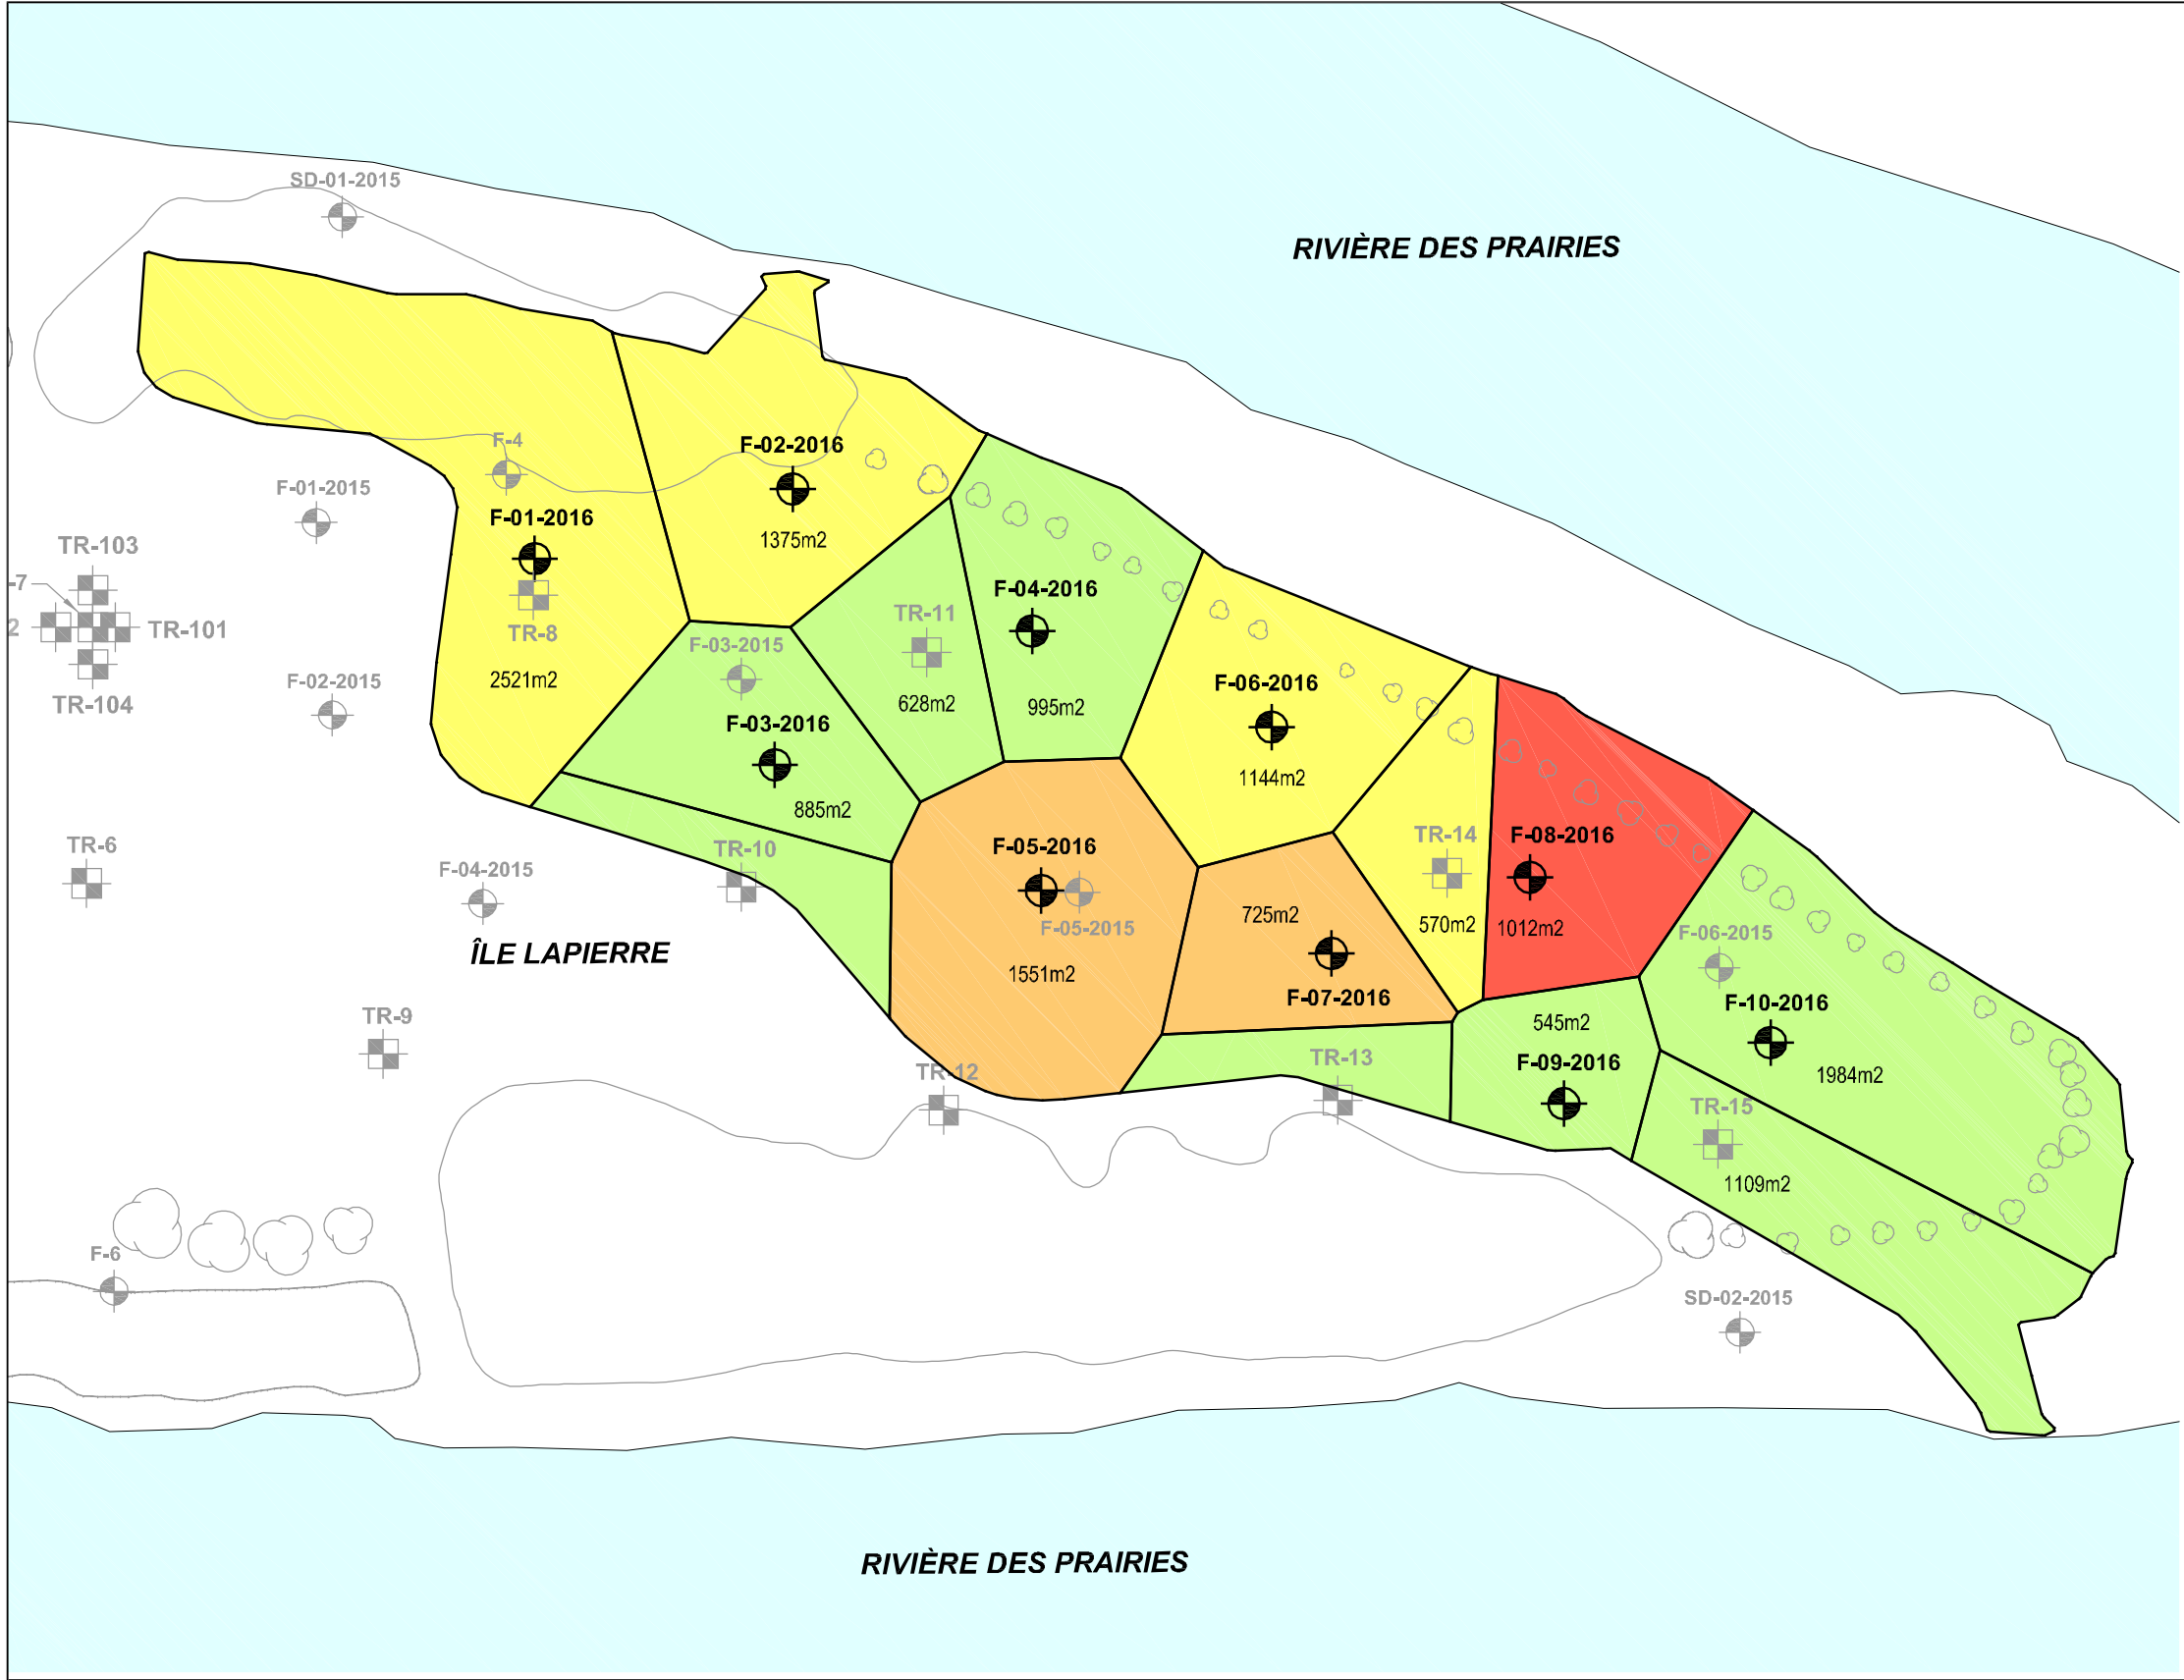 SD-01-2015
RIVIÈRE DES PRAIRIES
F-4
F-02-2016
F-01-2015
F-01-2016
1375m2
TR-103
-7
F-04-2016
TR-11
2
TR-101
TR-8
F-03-2015
F-02-2015
2521m2
F-06-2016
TR-104
628m2
995m2
F-03-2016
1144m2
885m2
TR-14
F-08-2016
TR-6
TR-10
F-05-2016
F-04-2015
725m2
570m2
1012m2
F-05-2015
F-06-2015
ÎLE LAPIERRE
1551m2
F-07-2016
F-10-2016
TR-9
545m2
TR-13
F-09-2016
TR-12
1984m2
TR-15
1109m2
F-6
SD-02-2015
RIVIÈRE DES PRAIRIES